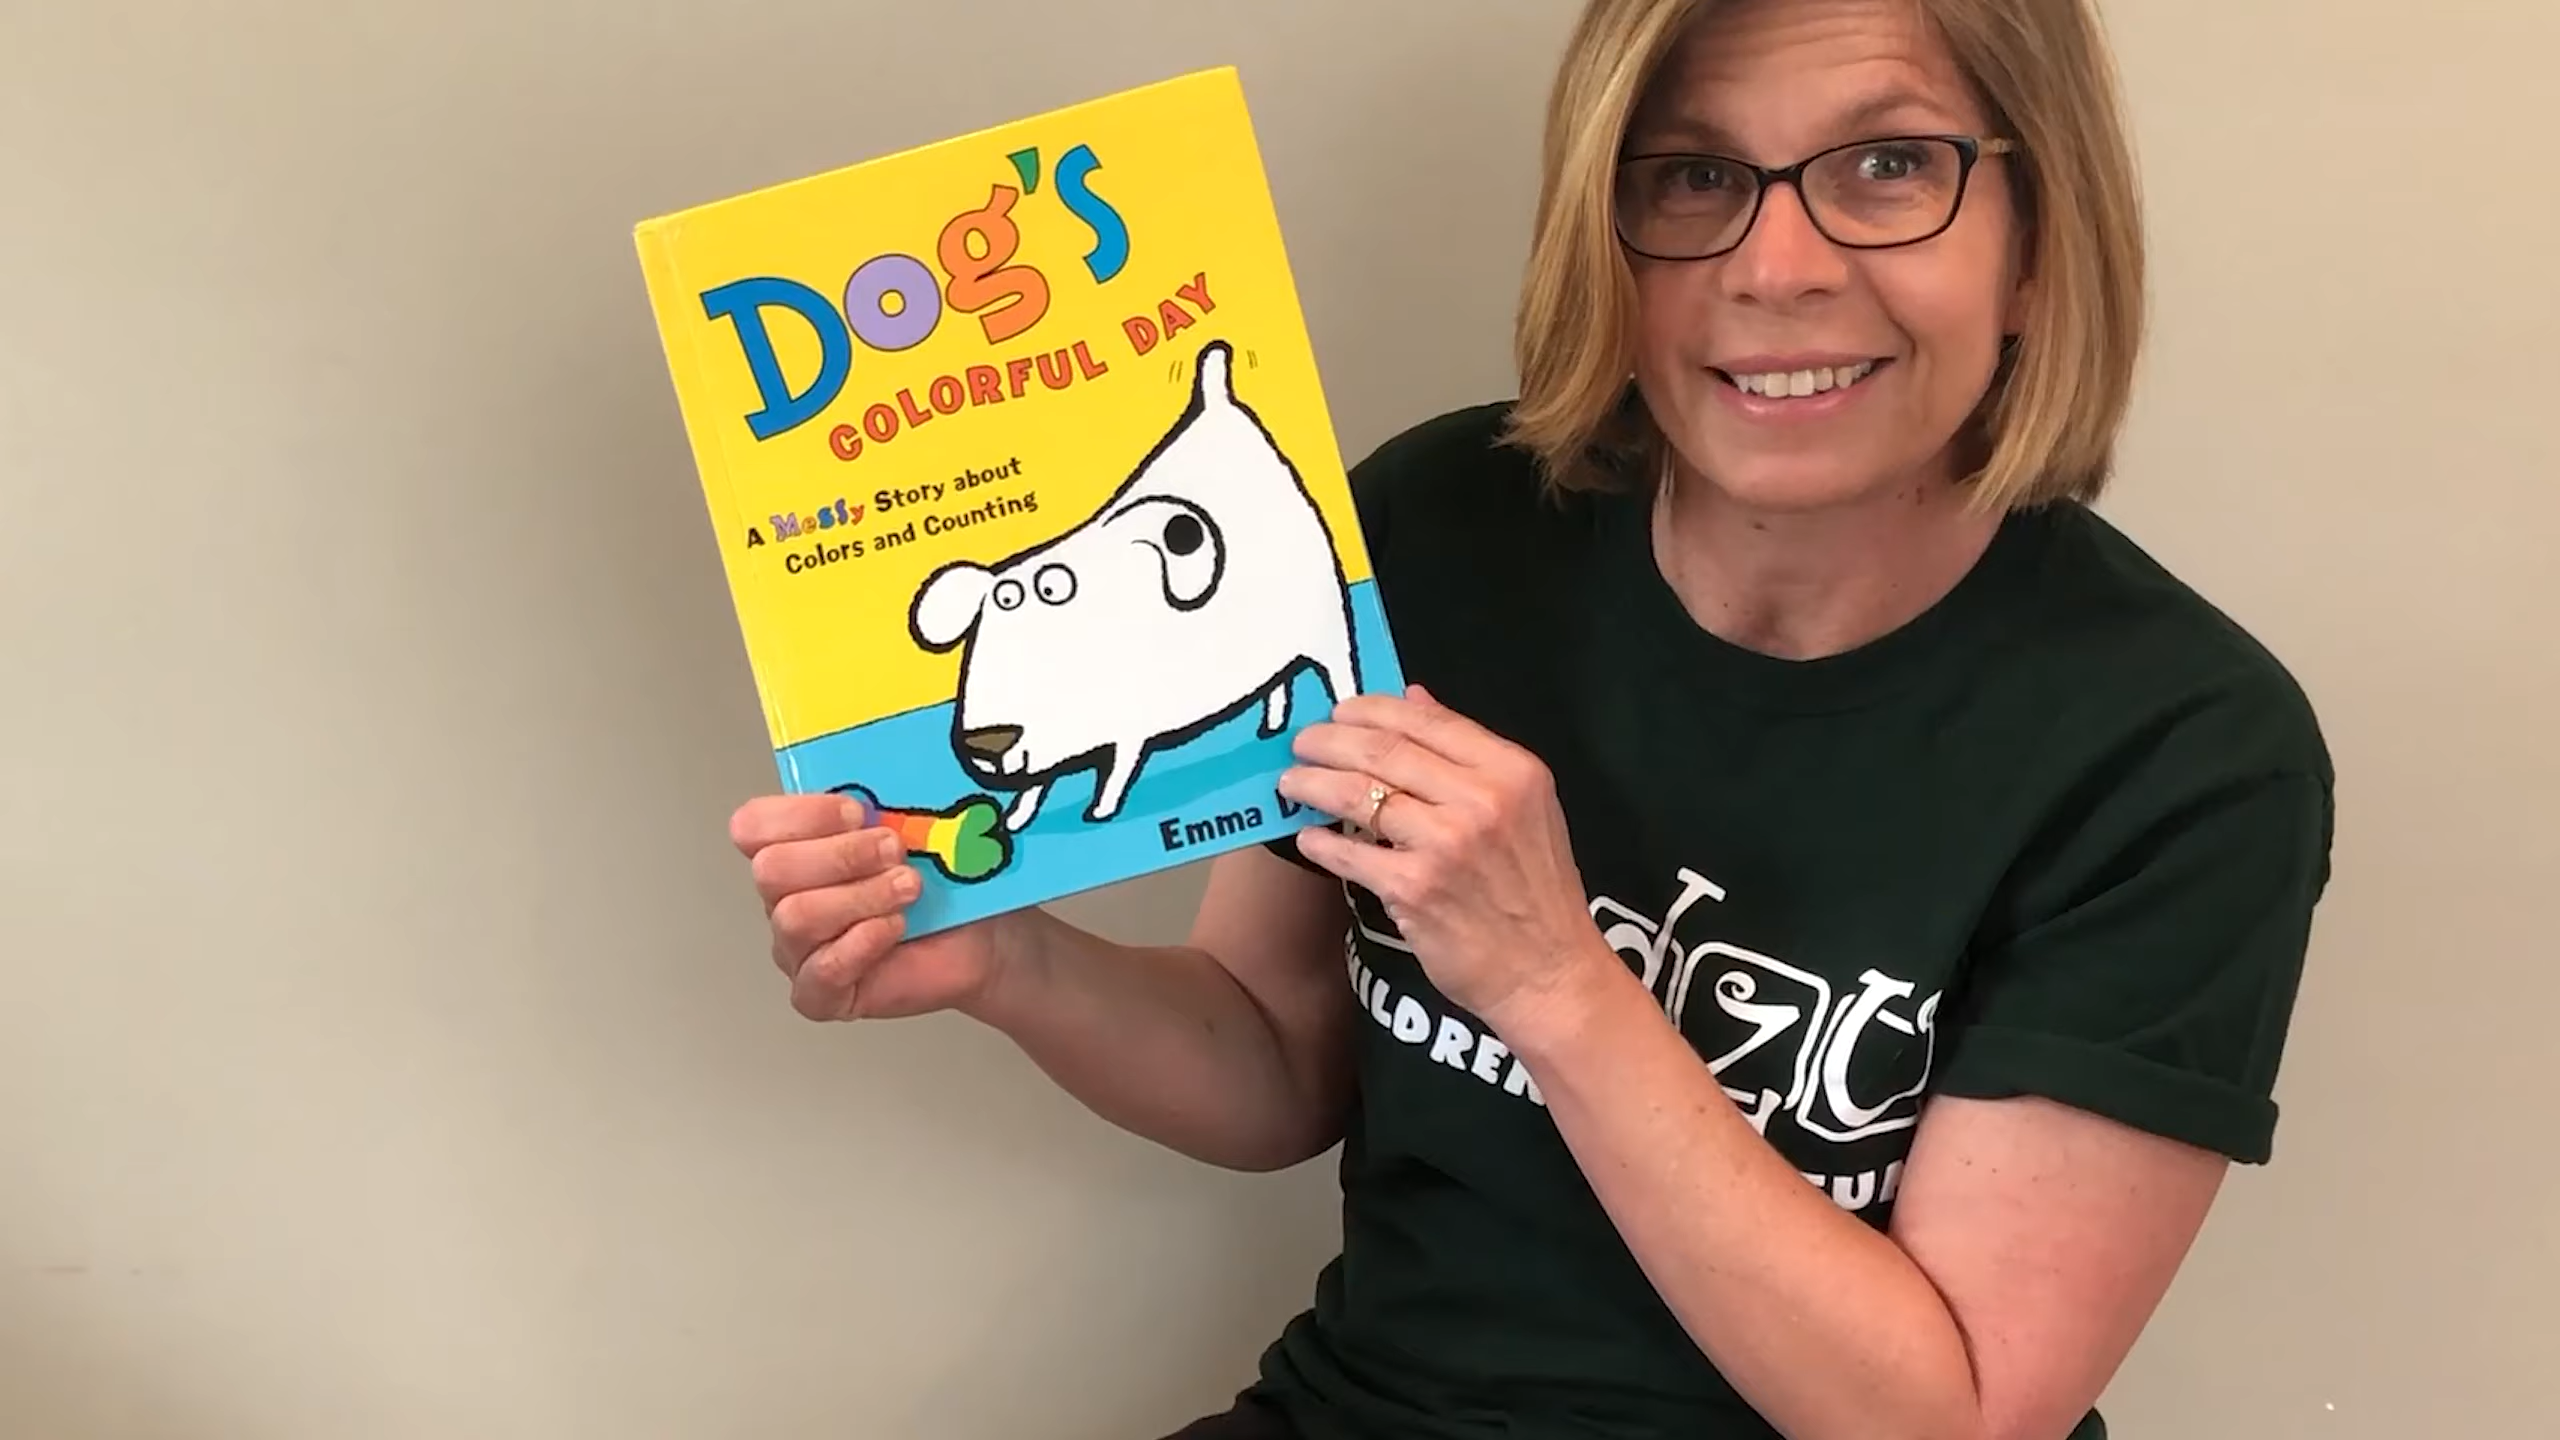 Dog's
COLORFUL DAY
A Messy Story about
Colors and Counting
Emma